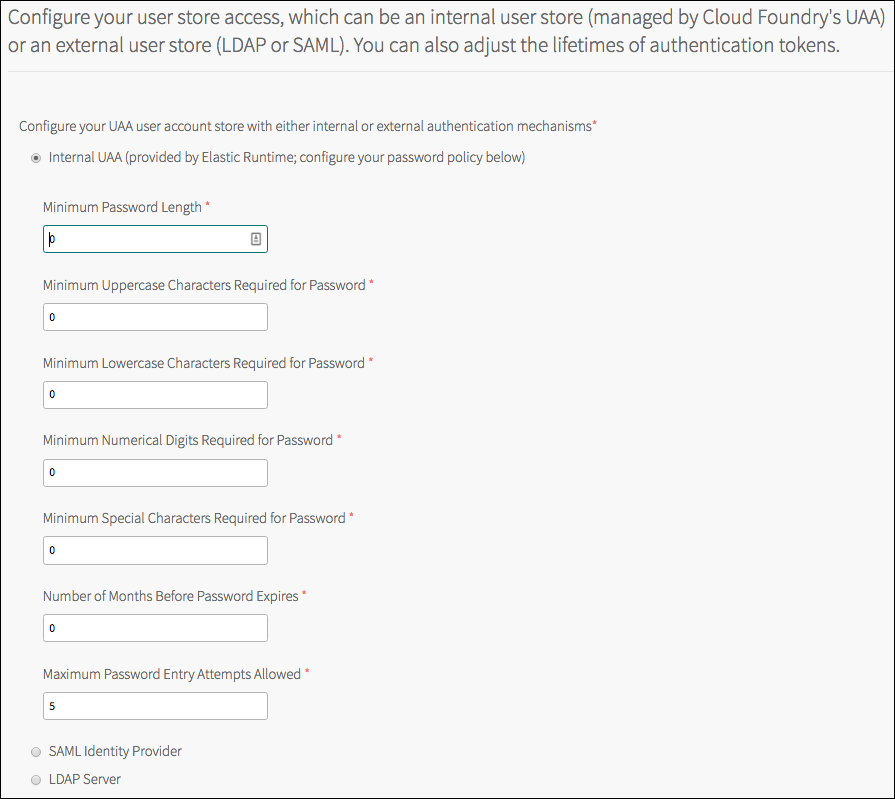 Configure your user store access, which can be an internal user store (managed by Cloud Foundry's UAA)
or an external user store (LDAP or SAML). You can also adjust the lifetimes of authentication tokens.
Configure your UAA user account store with either internal or external authentication mechanisms*
Internal UAA (provided by Elastic Runtime; configure your password policy below)
Minimum Password Length *
0
Minimum Uppercase Characters Required for Password *
0
Minimum Lowercase Characters Required for Password *
0
Minimum Numerical Digits Required for Password *
0
Minimum Special Characters Required for Password *
0
Number of Months Before Password Expires *
0
Maximum Password Entry Attempts Allowed *
5
SAML Identity Provider
LDAP Server